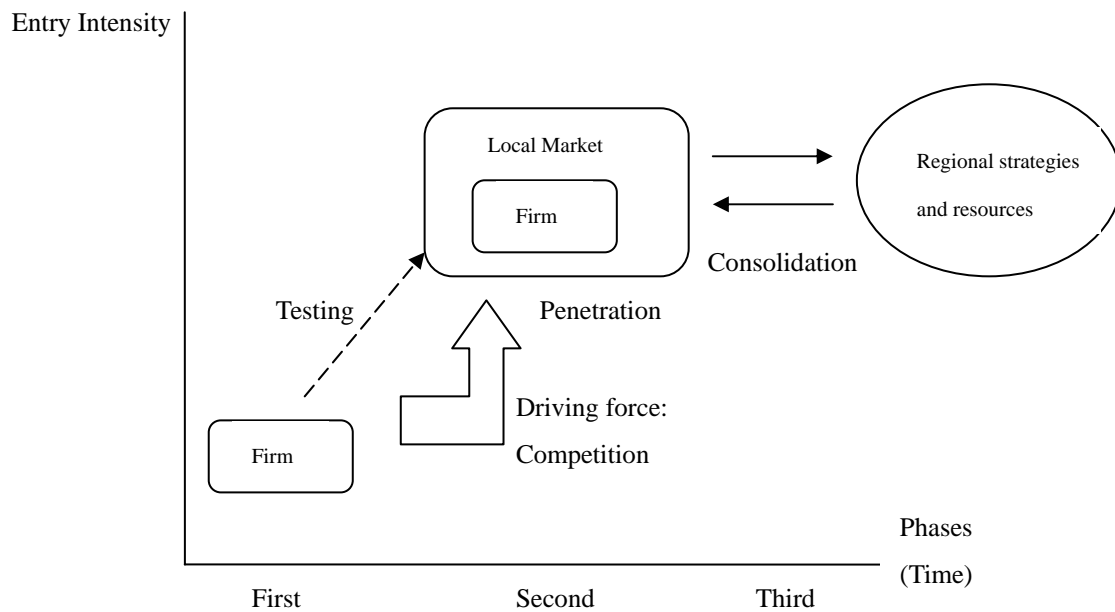 Entry Intensity
Local Market
Firm
Regional strategies
and resources
Consolidation
Testing
Penetration
Driving force:
Competition
Firm
Phases
(Time)
First
Second
Third